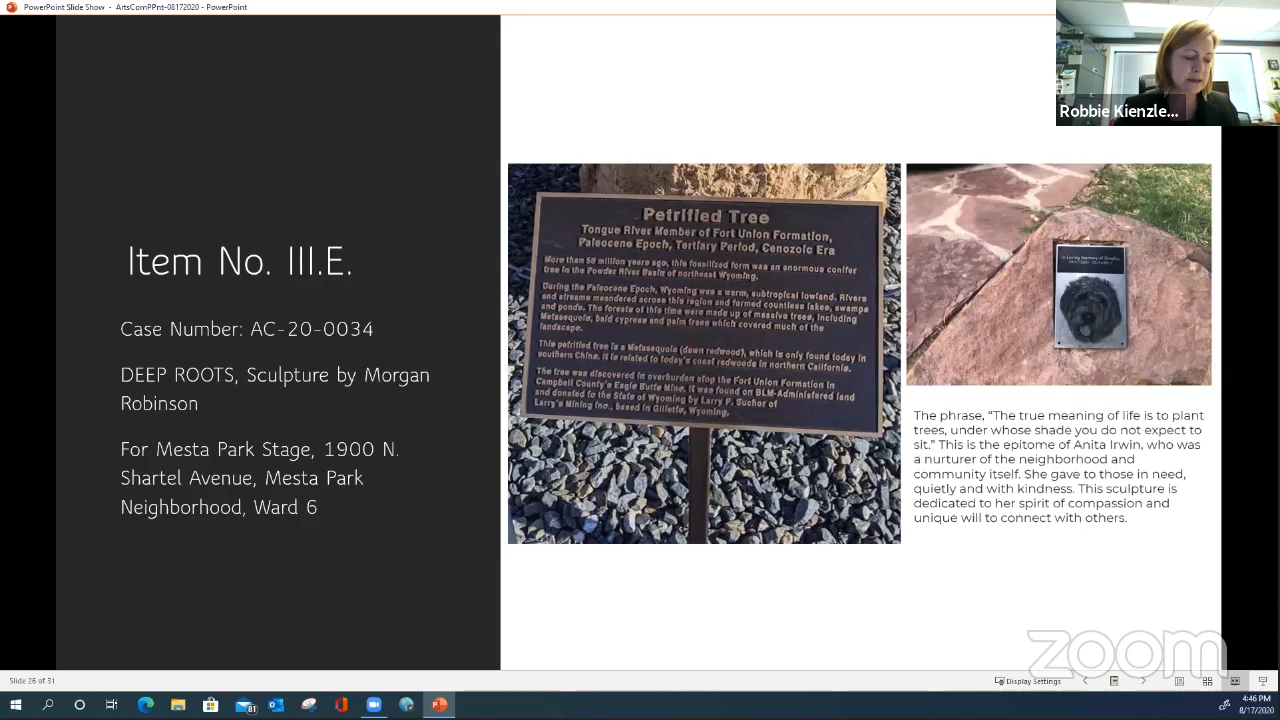 PowerPoint Slide Show - ArtsComPPnt-08172020 - PowerPoint
Robbie Kienzle...
Item No. III.E.
Case Number: AC-20-0034
DEEP ROOTS, Sculpture by Morgan
Robinson
For Mesta Park Stage, 1900 N.
Shartel Avenue, Mesta Park
Neighborhood, Ward 6
Petrified Tree
Tongue River Member of Fort Union Formation,
Paleocene Epoch, Tertiary Period, Cenozoic Era
More than 50 million years ago, this fossilized form was an enormous conifer
tree in the Powder River Basin of northeast Wyoming.
During the Paleocene Epoch, Wyoming was a warm, subtropical lowland. Rivers
and streams meandered across this region and formed countless lakes, swamps
and ponds. The forests of this time were made up of massive trees, including
Metasequoia, bald cypress and palm trees which covered much of the
landscape.
This petrified tree is a Metasequoia (dawn redwood), which is only found today in
southern China. It is related to today's coast redwoods in northern California.
The tree was discovered in overburden atop the Fort Union Formation in
Campbell County's Eagle Butte Mine. It was found on BLM-Administered land
and donated to the State of Wyoming by Larry F. Suchor of
Larry's Mining Inc., based in Gillette, Wyoming.
In Loving Memory of
The phrase, “The true meaning of life is to plant
trees, under whose shade you do not expect to
sit.” This is the epitome of Anita Irwin, who was
a nurturer of the neighborhood and
community itself. She gave to those in need,
quietly and with kindness. This sculpture is
dedicated to her spirit of compassion and
unique will to connect with others.
zoom
Slide 26 of 31
Display Settings
81
4:46 PM
8/17/2020